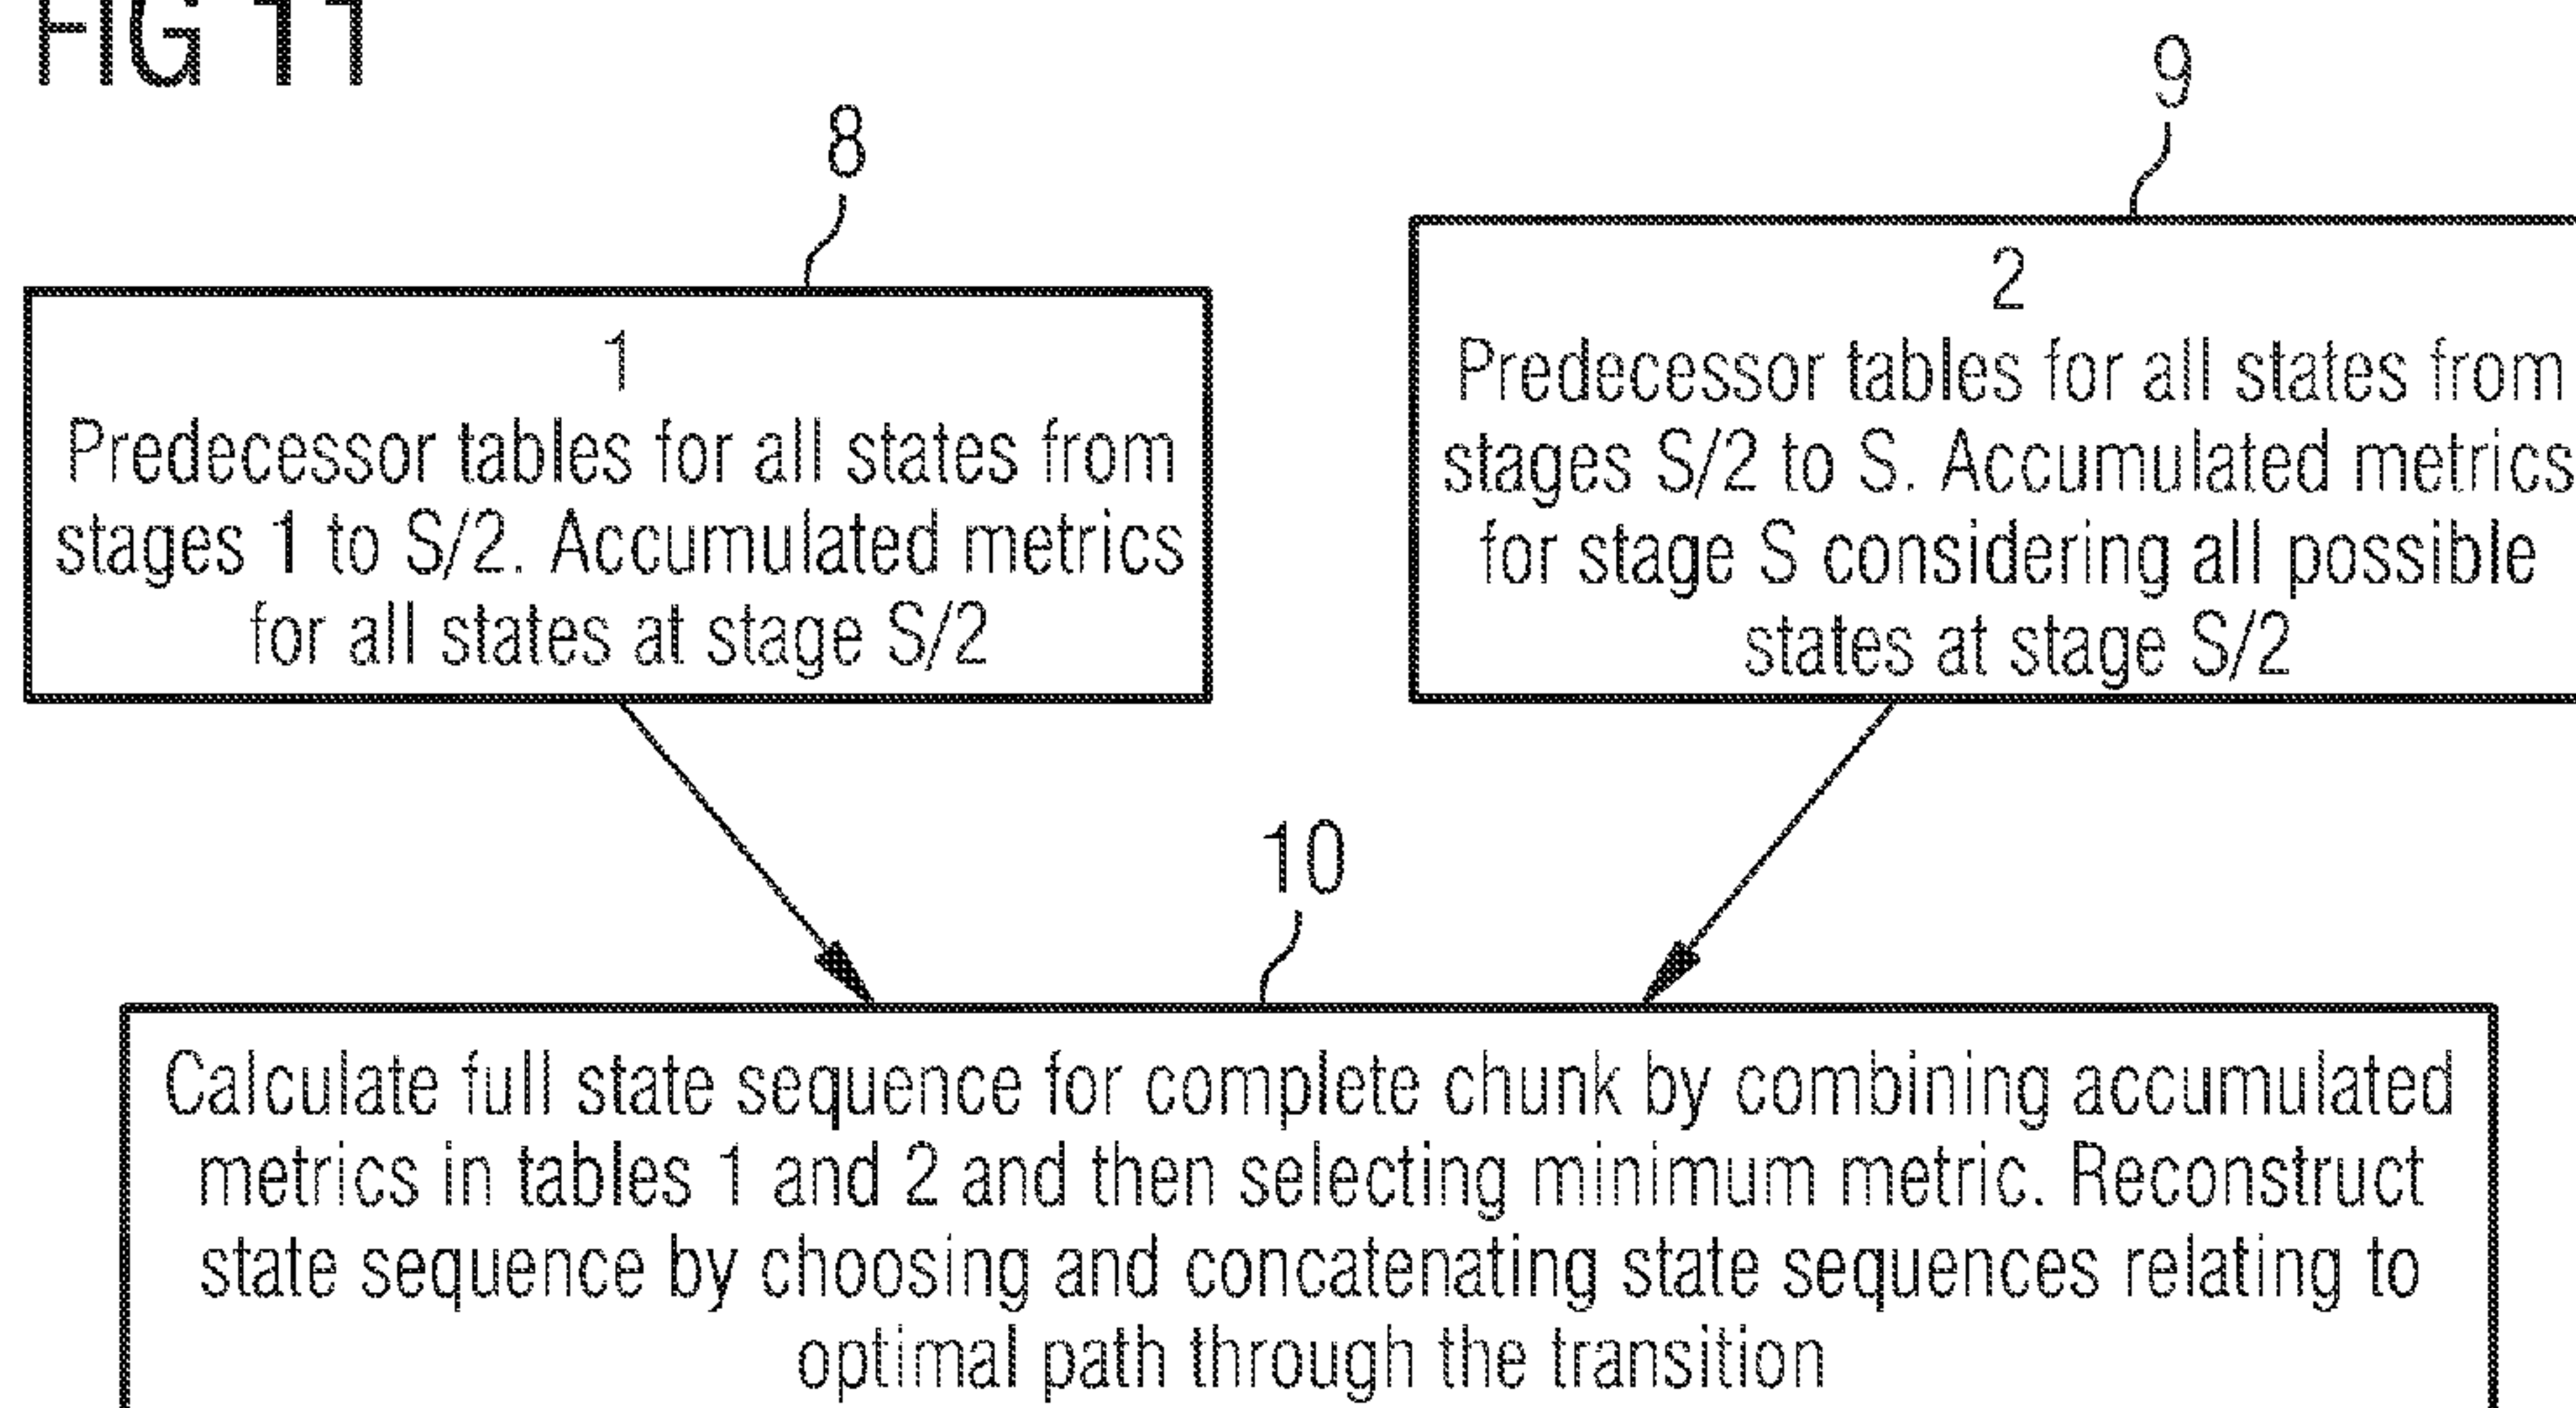 FIG 11
8
9
1
Predecessor tables for all states from
stages 1 to S/2. Accumulated metrics
for all states at stage S/2
2
Predecessor tables for all states from
stages S/2 to S. Accumulated metrics
for stage S considering all possible
states at stage S/2
10
Calculate full state sequence for complete chunk by combining accumulated
metrics in tables 1 and 2 and then selecting minimum metric. Reconstruct
state sequence by choosing and concatenating state sequences relating to
optimal path through the transition